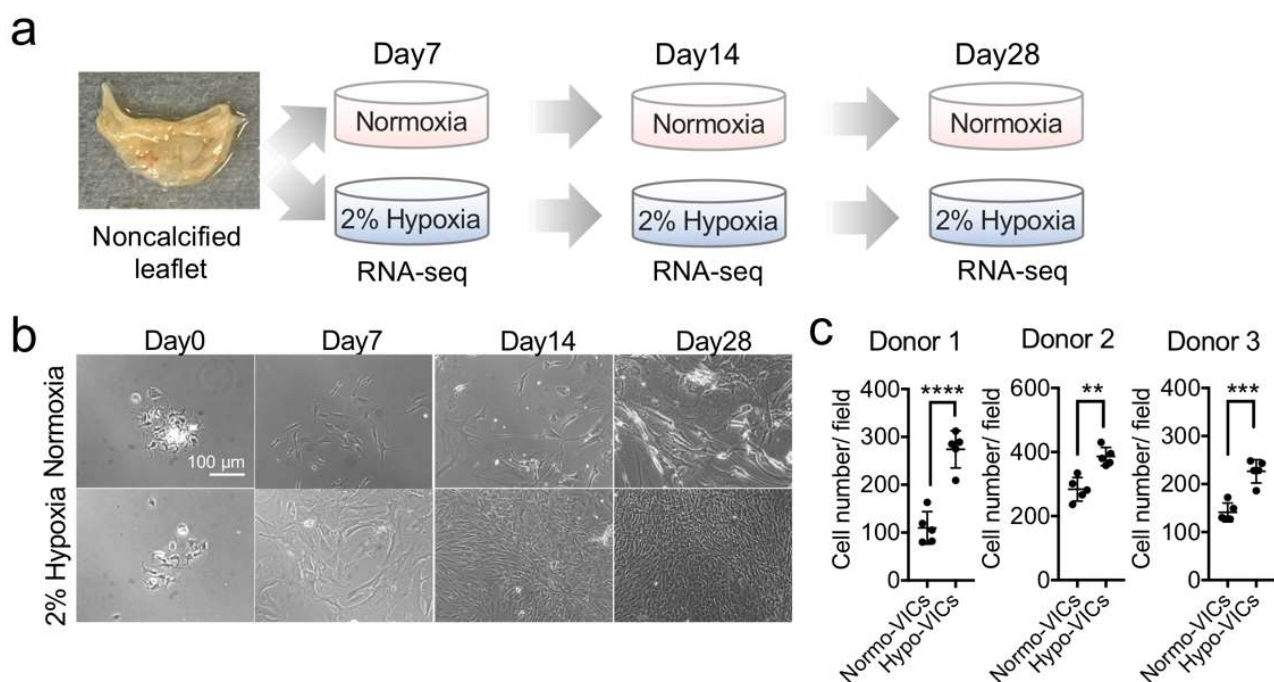 a
Day7
Day14
Day28
Normoxia
Normoxia
Normoxia
2% Hypoxia
2% Hypoxia
2% Hypoxia
Noncalcified
leaflet
RNA-seq
RNA-seq
RNA-seq
b
Day0
Day7
Day14
Day28
Normoxia
2% Hypoxia
100 µm
c
Donor 1
Donor 2
Donor 3
Cell number/ field
400
300
200
100
0
****
Normo-VICs
Hypo-VICs
Cell number/ field
600
400
200
0
**
Normo-VICs
Hypo-VICs
Cell number/ field
400
300
200
100
0
***
Normo-VICs
Hypo-VICs